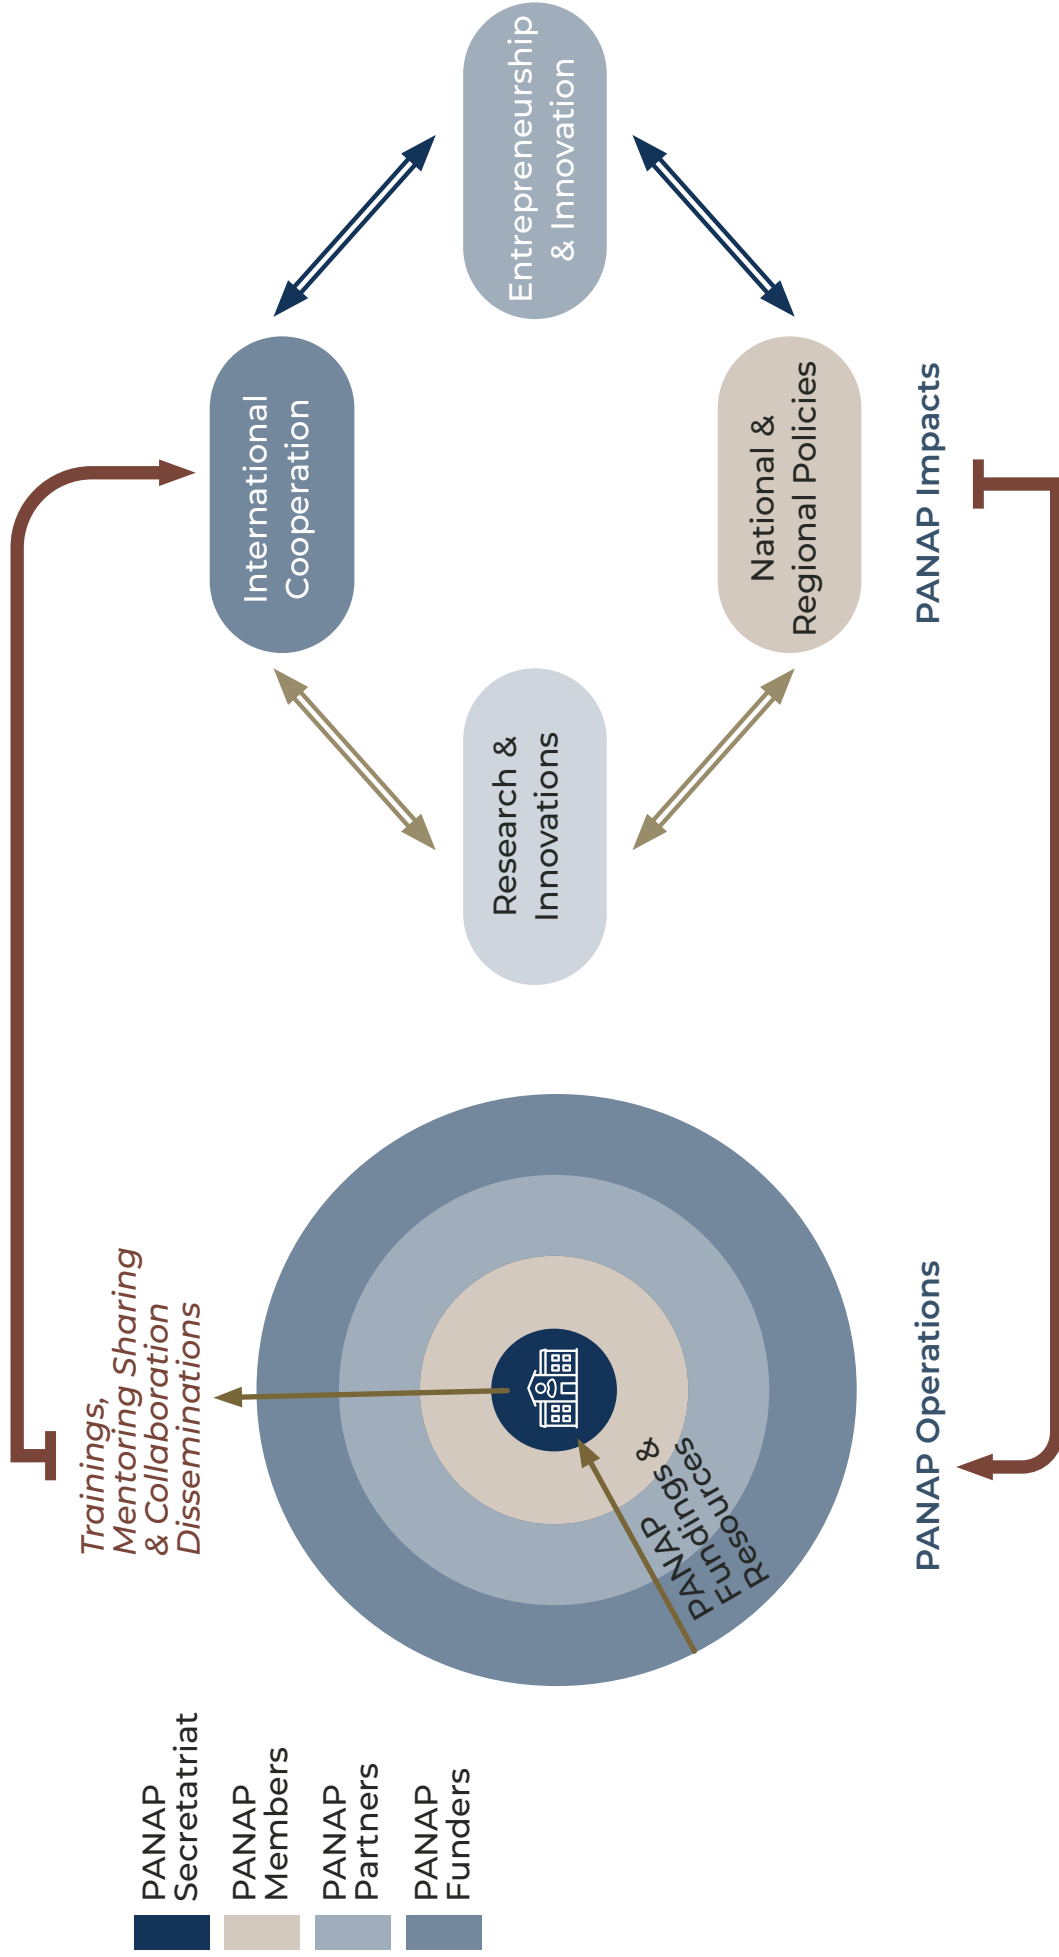 PANAP
Secretatriat
PANAP
Members
PANAP
Partners
PANAP
Funders
Trainings,
Mentoring Sharing
& Collaboration
Disseminations
PANAP
Fundings &
Resources
PANAP Operations
International
Cooperation
Research &
Innovations
Entrepreneurship
& Innovation
National &
Regional Policies
PANAP Impacts